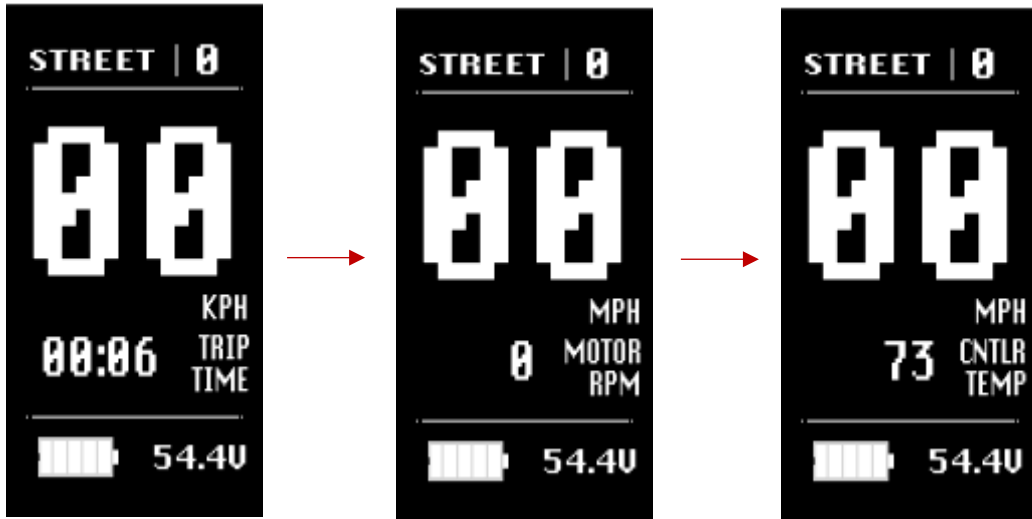 STREET | 0
00
KPH
00:06 TRIP TIME
54.4V
STREET | 0
00
MPH
0 MOTOR RPM
54.4V
STREET | 0
00
MPH
73 CNTLR TEMP
54.4V